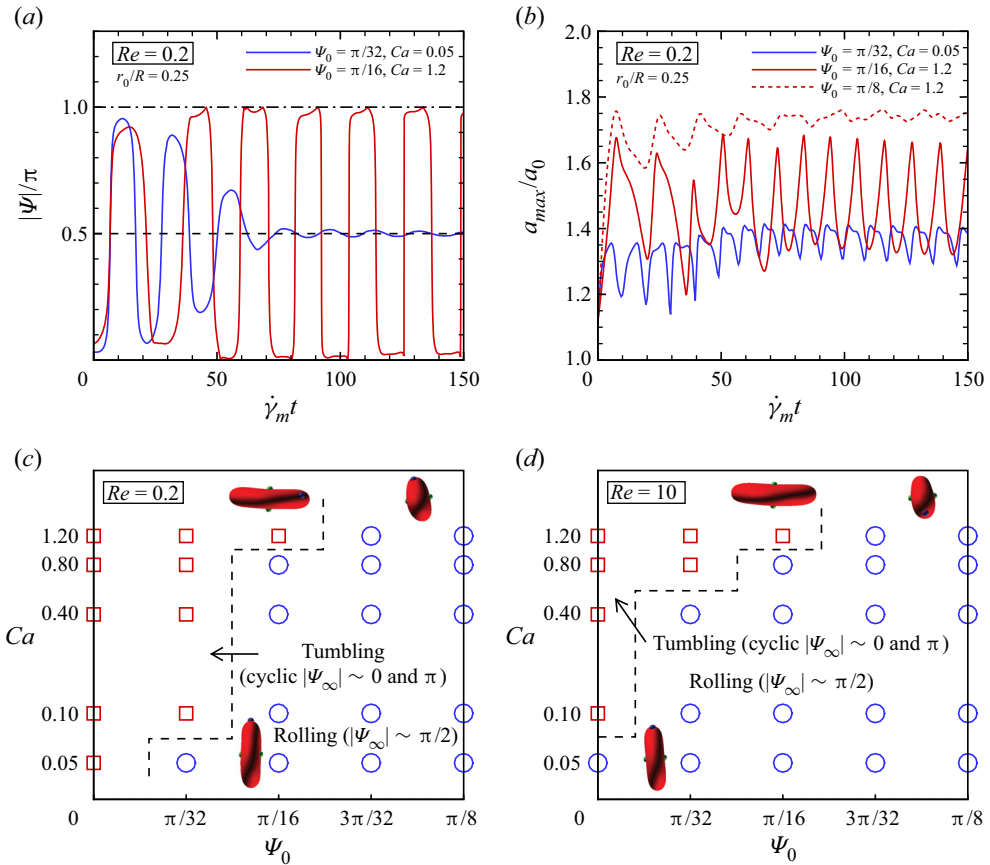 (a)
Re = 0.2
r₀/R = 0.25
Ψ₀ = π/32, Ca = 0.05
Ψ₀ = π/16, Ca = 1.2
1.0
0.5
|Ψ|/π
0 50 100 150
γ̇ₘt
(b)
Re = 0.2
r₀/R = 0.25
Ψ₀ = π/32, Ca = 0.05
Ψ₀ = π/16, Ca = 1.2
Ψ₀ = π/8, Ca = 1.2
2.0
1.8
1.6
1.4
1.2
1.0
aₘₐₓ/a₀
0 50 100 150
γ̇ₘt
(c)
Re = 0.2
1.20
0.80
0.40
Ca
0.10
0.05
Tumbling
(cyclic |Ψ∞| ~ 0 and π)
Rolling (|Ψ∞| ~ π/2)
0 π/32 π/16 3π/32 π/8
Ψ₀
(d)
Re = 10
1.20
0.80
0.40
Ca
0.10
0.05
Tumbling (cyclic |Ψ∞| ~ 0 and π)
Rolling (|Ψ∞| ~ π/2)
0 π/32 π/16 3π/32 π/8
Ψ₀